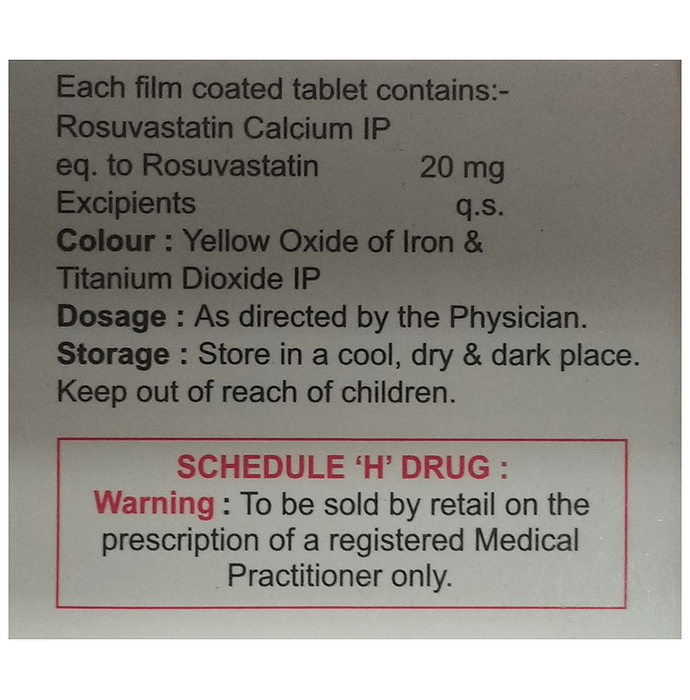 Each film coated tablet contains:-
Rosuvastatin Calcium IP
eq. to Rosuvastatin 20 mg
Excipients q.s.
Colour : Yellow Oxide of Iron &
Titanium Dioxide IP
Dosage : As directed by the Physician.
Storage : Store in a cool, dry & dark place.
Keep out of reach of children.
SCHEDULE ‘H’ DRUG :
Warning : To be sold by retail on the
prescription of a registered Medical
Practitioner only.